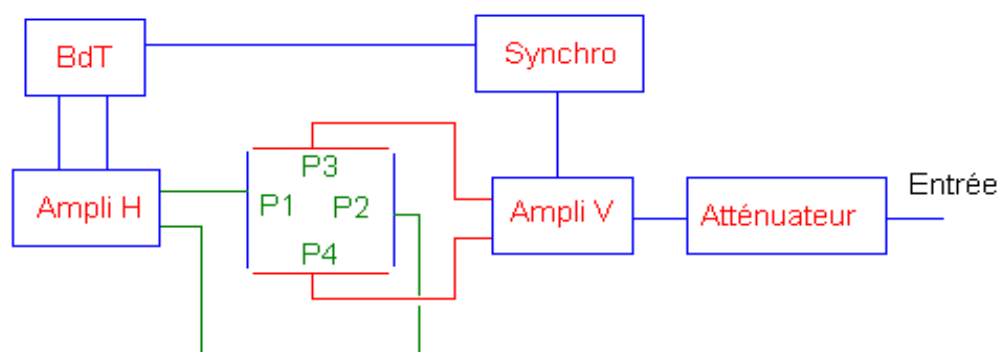 BdT
Synchro
Ampli H
P3
P1
P2
P4
Ampli V
Atténuateur
Entrée